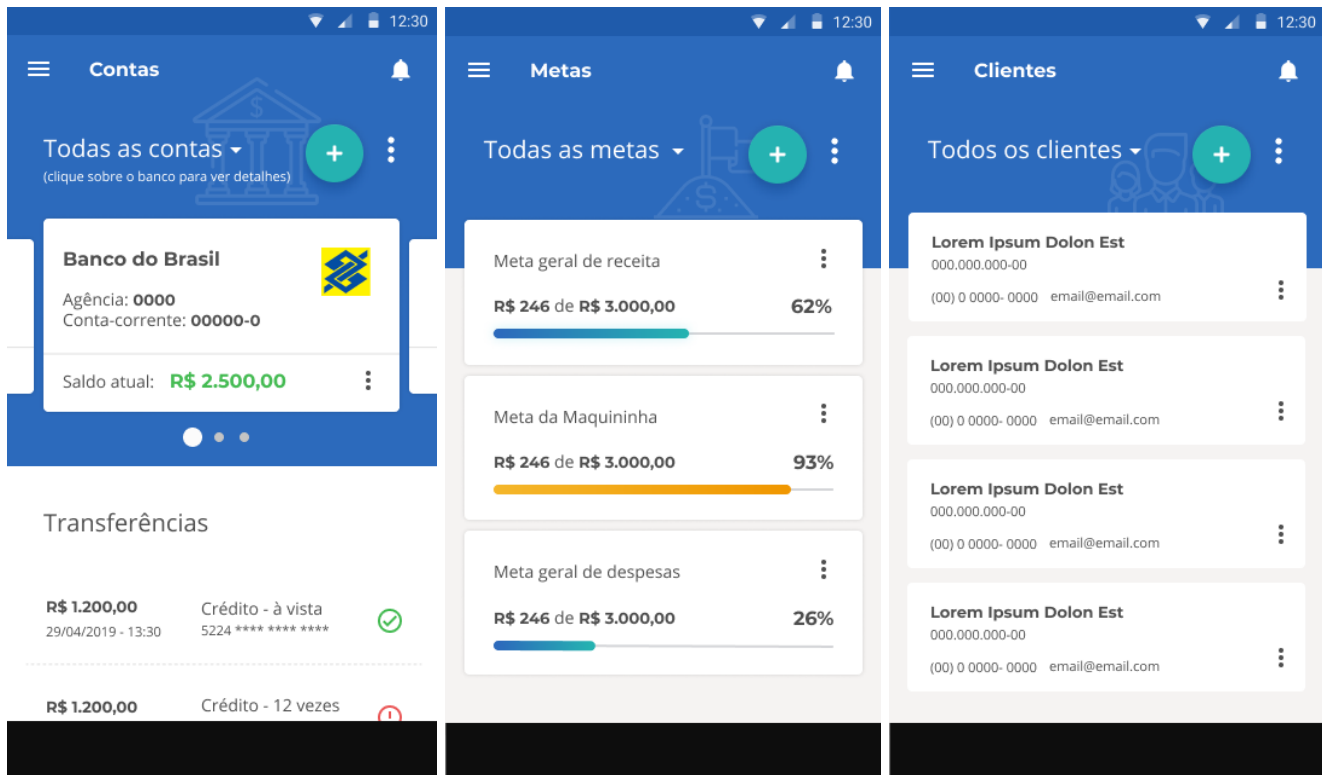 12:30
Contas
Todas as contas
(clique sobre o banco para ver detalhes)
+
Banco do Brasil
Agência: 0000
Conta-corrente: 00000-0
Saldo atual: R$ 2.500,00
Transferências
R$ 1.200,00 Crédito - à vista
29/04/2019 - 13:30 5224 **** **** ****
R$ 1.200,00 Crédito - 12 vezes
12:30
Metas
Todas as metas
+
Meta geral de receita
R$ 246 de R$ 3.000,00 62%
Meta da Maquininha
R$ 246 de R$ 3.000,00 93%
Meta geral de despesas
R$ 246 de R$ 3.000,00 26%
12:30
Clientes
Todos os clientes
+
Lorem Ipsum Dolon Est
000.000.000-00
(00) 0 0000- 0000 email@email.com
Lorem Ipsum Dolon Est
000.000.000-00
(00) 0 0000- 0000 email@email.com
Lorem Ipsum Dolon Est
000.000.000-00
(00) 0 0000- 0000 email@email.com
Lorem Ipsum Dolon Est
000.000.000-00
(00) 0 0000- 0000 email@email.com